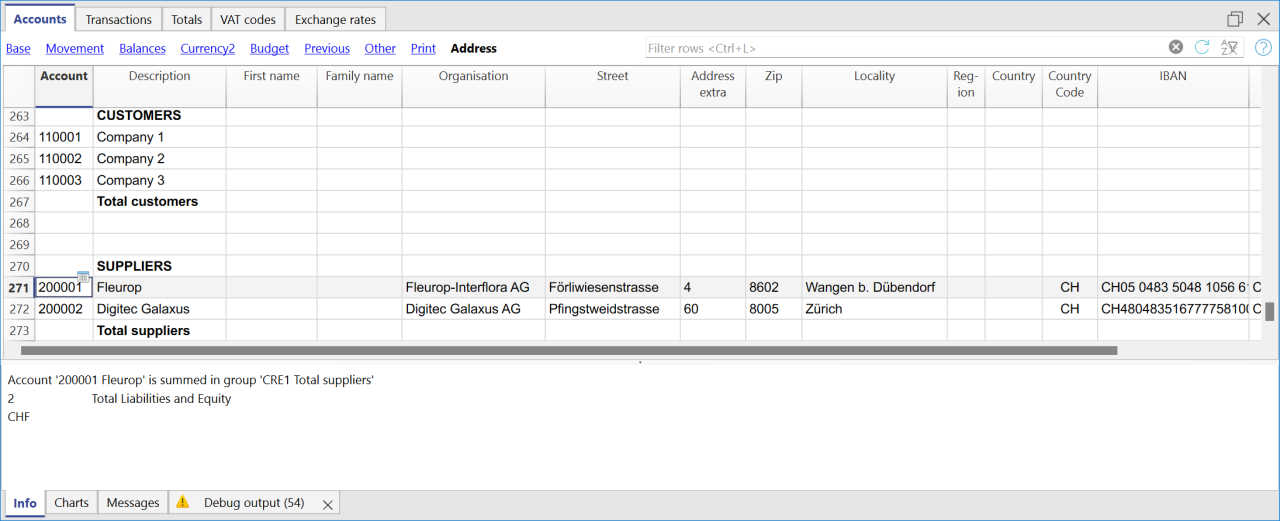 Accounts Transactions Totals VAT codes Exchange rates
Base Movement Balances Currency2 Budget Previous Other Print Address Filter rows <Ctrl+L>
Account Description First name Family name Organisation Street Address extra Zip Locality Reg-ion Country Country Code IBAN
263 CUSTOMERS
264 110001 Company 1
265 110002 Company 2
266 110003 Company 3
267 Total customers
268
269
270 SUPPLIERS
271 200001 Fleurop Fleurop-Interflora AG Förliwiesenstrasse 4 8602 Wangen b. Dübendorf CH CH05 0483 5048 1056 6
272 200002 Digitec Galaxus Digitec Galaxus AG Pfingstweidstrasse 60 8005 Zürich CH CH48048351677775810
273 Total suppliers
Account '200001 Fleurop' is summed in group 'CRE1 Total suppliers'
2 Total Liabilities and Equity
CHF
Info Charts Messages Debug output (54)